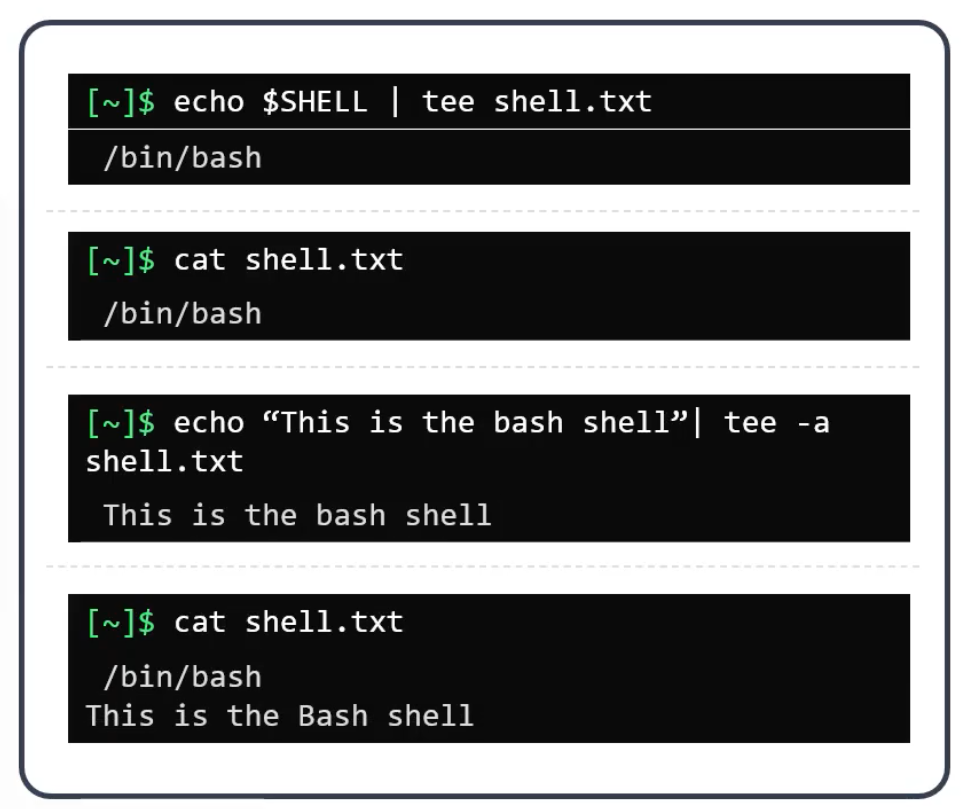 [~]$ echo $SHELL | tee shell.txt
/bin/bash
[~]$ cat shell.txt
/bin/bash
[~]$ echo “This is the bash shell”| tee -a
shell.txt
This is the bash shell
[~]$ cat shell.txt
/bin/bash
This is the Bash shell